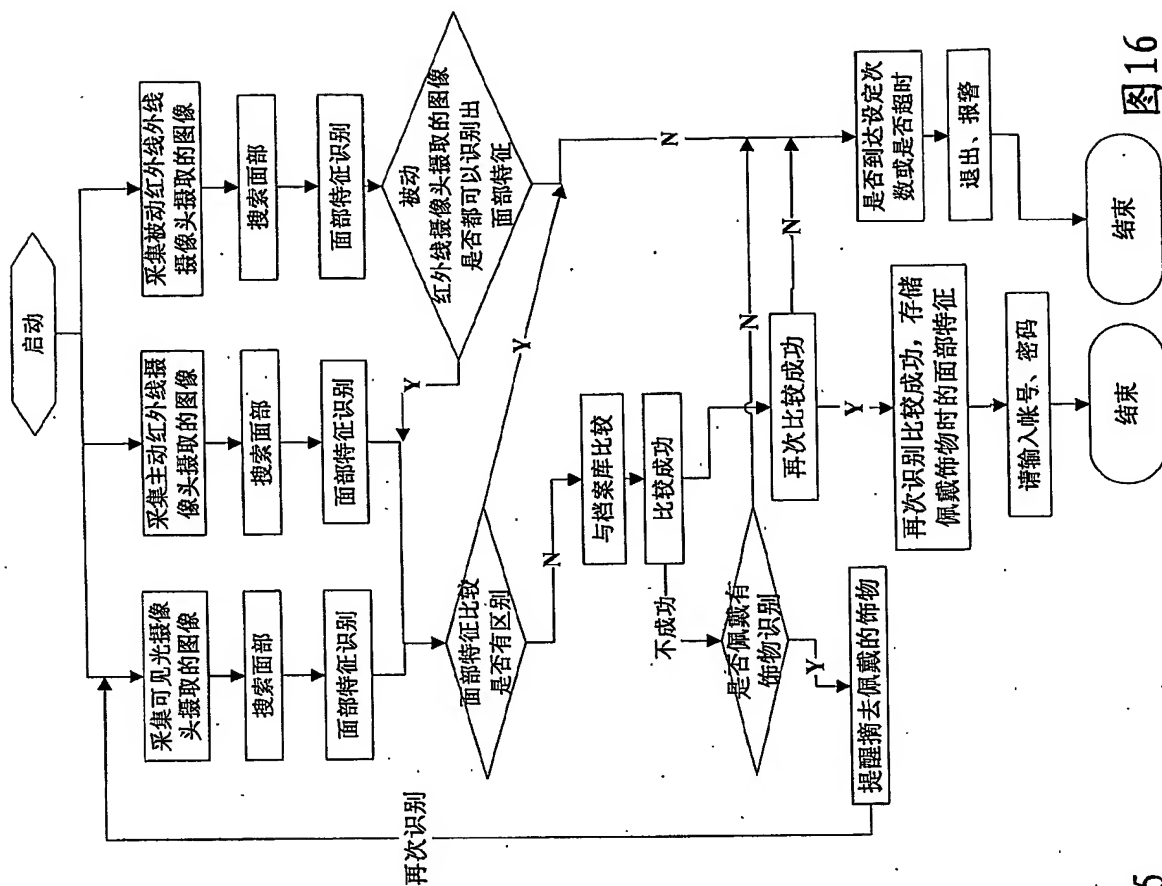 启动
采集可见光摄像
头摄取的图像
搜索面部
面部特征识别
采集主动红外线摄
像头摄取的图像
搜索面部
面部特征识别
采集被动红外线外线
摄像头摄取的图像
搜索面部
面部特征识别
被动
红外线摄像头摄取的图像
是否都可以识别出
面部特征
Y
N
面部特征比较
是否有区别
Y
N
与档案库比较
比较成功
不成功
是否佩戴有
饰物识别
N
Y
提醒摘去佩戴的饰物
再次识别
再次比较成功
N
Y
再次识别比较成功，存储
佩戴饰物时的面部特征
请输入帐号、密码
结束
是否到达设定次
数或是否超时
退出、报警
结束
图16